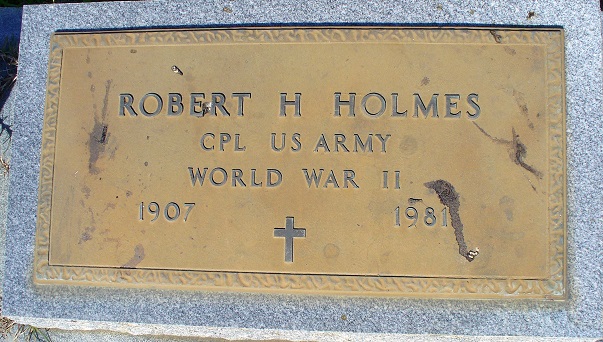 ROBERT H HOLMES
CPL US ARMY
WORLD WAR II
1907 1981